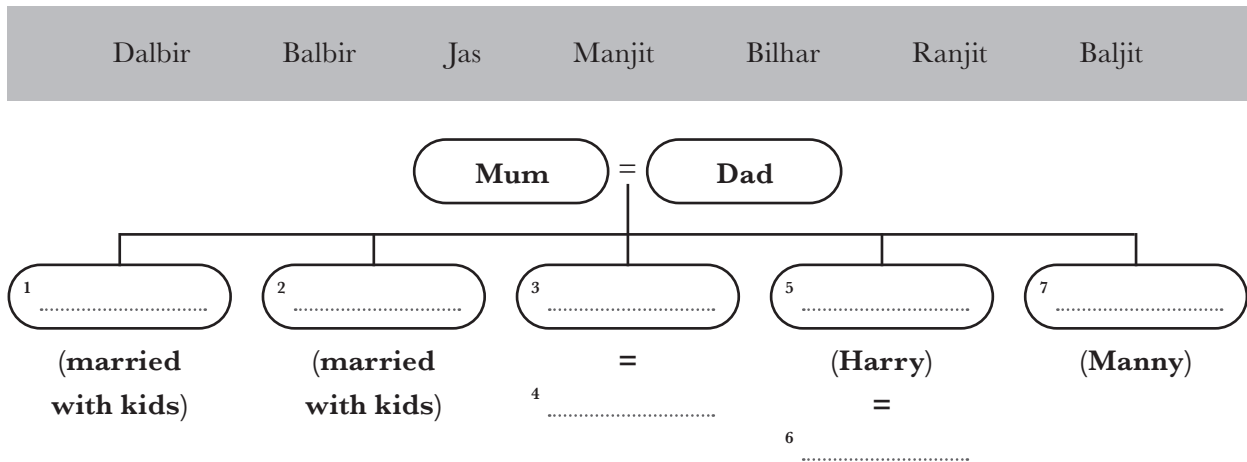 Dalbir Balbir Jas Manjit Bilhar Ranjit Baljit
Mum = Dad
1 2 3 5 7
(married with kids) (married with kids) = (Harry) (Manny)
4 =
6